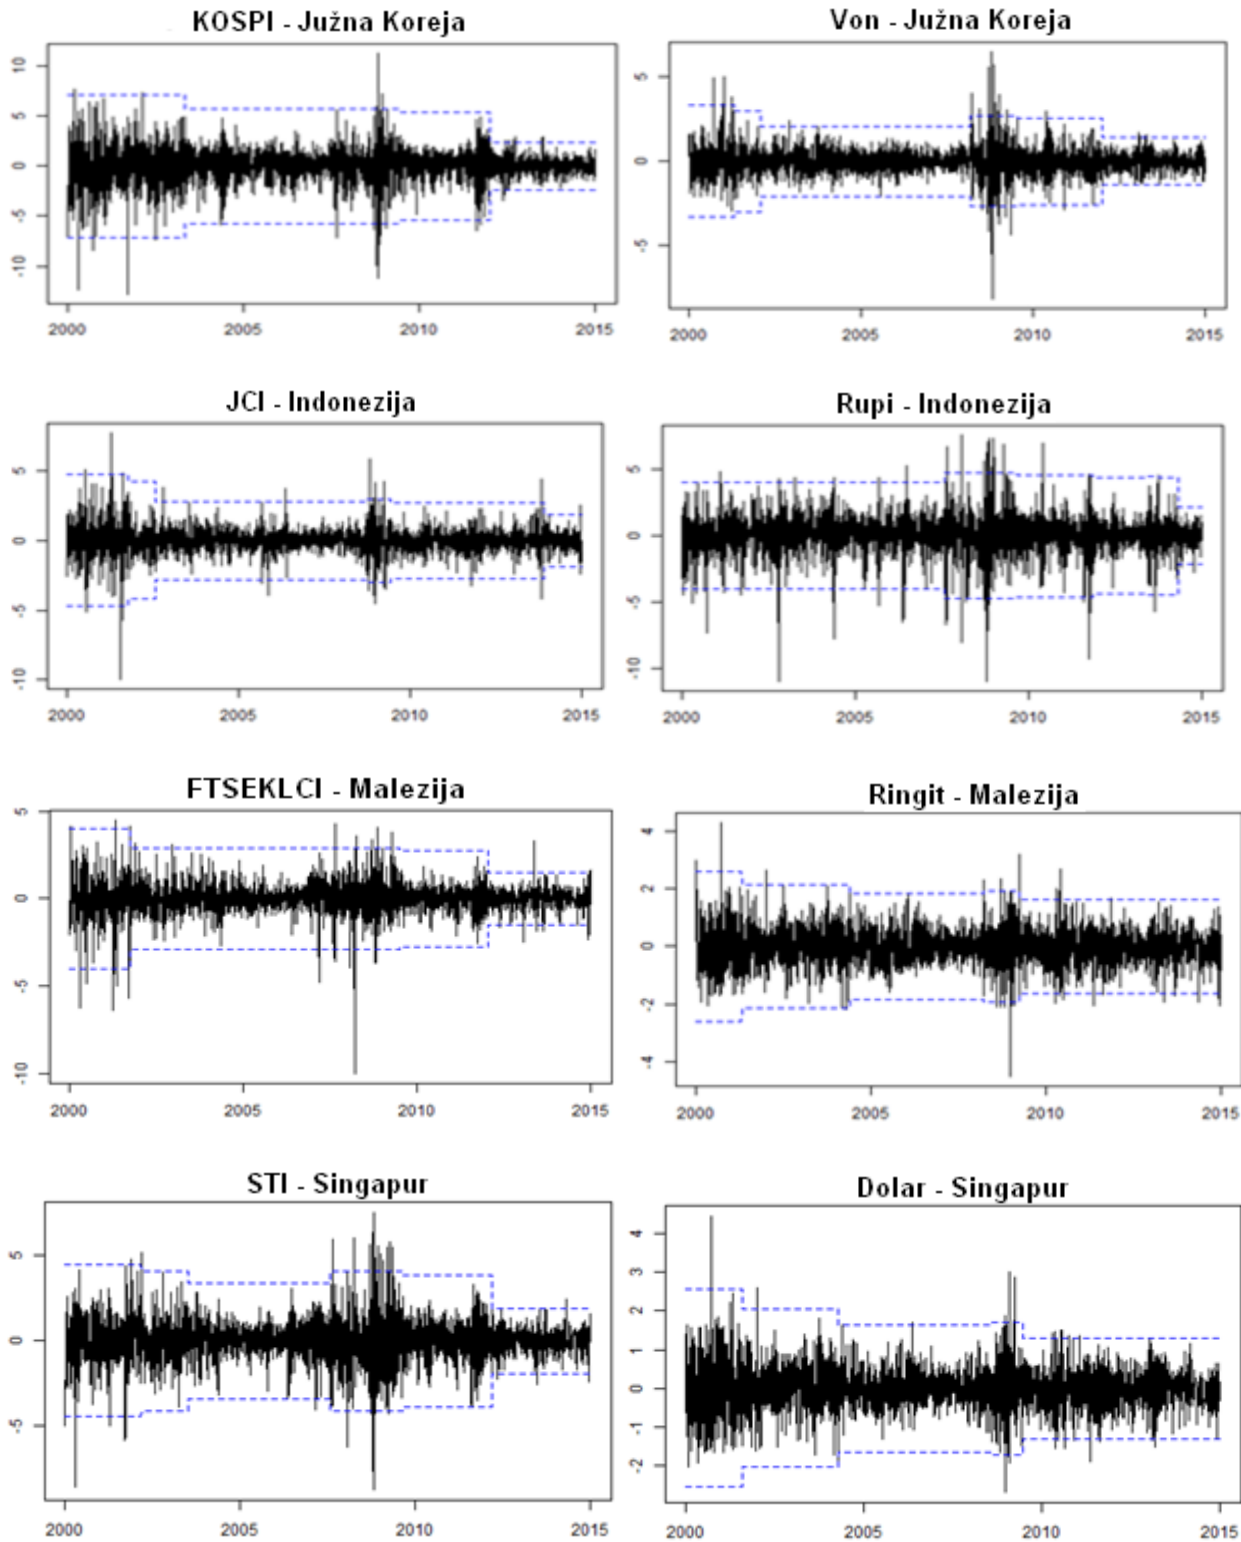 KOSPI - Južna Koreja
10
5
0
-5
-10
2000 2005 2010 2015
Von - Južna Koreja
5
0
-5
2000 2005 2010 2015
JCI - Indonezija
5
0
-5
-10
2000 2005 2010 2015
Rupi - Indonezija
5
0
-5
-10
2000 2005 2010 2015
FTSEKLCI - Malezija
5
0
-5
-10
2000 2005 2010 2015
Ringit - Malezija
4
2
0
-2
-4
2000 2005 2010 2015
STI - Singapur
5
0
-5
2000 2005 2010 2015
Dolar - Singapur
4
3
2
1
0
-1
-2
2000 2005 2010 2015